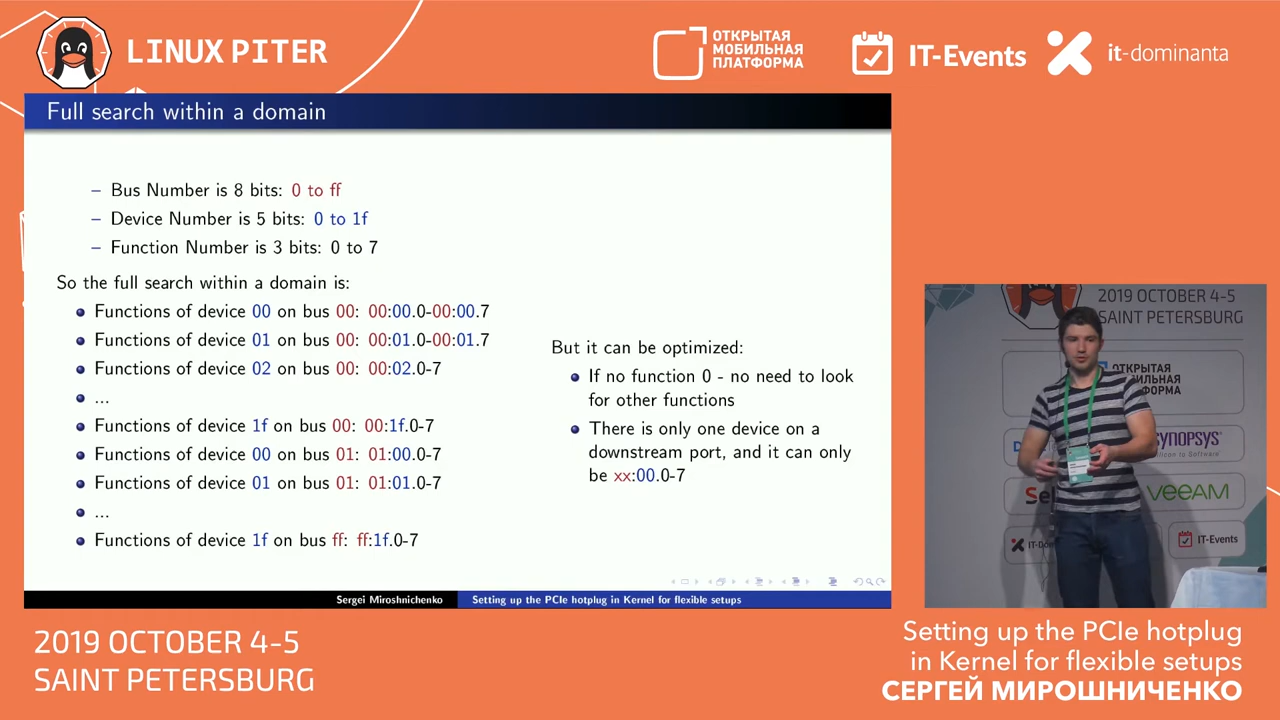 LINUX PITER
ОТКРЫТАЯ
МОБИЛЬНАЯ
ПЛАТФОРМА
IT-Events
it-dominanta
Full search within a domain
– Bus Number is 8 bits: 0 to ff
– Device Number is 5 bits: 0 to 1f
– Function Number is 3 bits: 0 to 7
So the full search within a domain is:
Functions of device 00 on bus 00: 00:00.0-00:00.7
Functions of device 01 on bus 00: 00:01.0-00:01.7
Functions of device 02 on bus 00: 00:02.0-7
...
Functions of device 1f on bus 00: 00:1f.0-7
Functions of device 00 on bus 01: 01:00.0-7
Functions of device 01 on bus 01: 01:01.0-7
...
Functions of device 1f on bus ff: ff:1f.0-7
But it can be optimized:
If no function 0 - no need to look
for other functions
There is only one device on a
downstream port, and it can only
be xx:00.0-7
Sergei Miroshnichenko
Setting up the PCIe hotplug in Kernel for flexible setups
2019 OCTOBER 4-5
SAINT PETERSBURG
ОТКРЫТАЯ
МОБИЛЬНАЯ
ПЛАТФОРМА
SYNOPSYS
Silicon to Software
Sel
VEEAM
IT-Events
2019 OCTOBER 4-5
SAINT PETERSBURG
Setting up the PCIe hotplug
in Kernel for flexible setups
СЕРГЕЙ МИРОШНИЧЕНКО